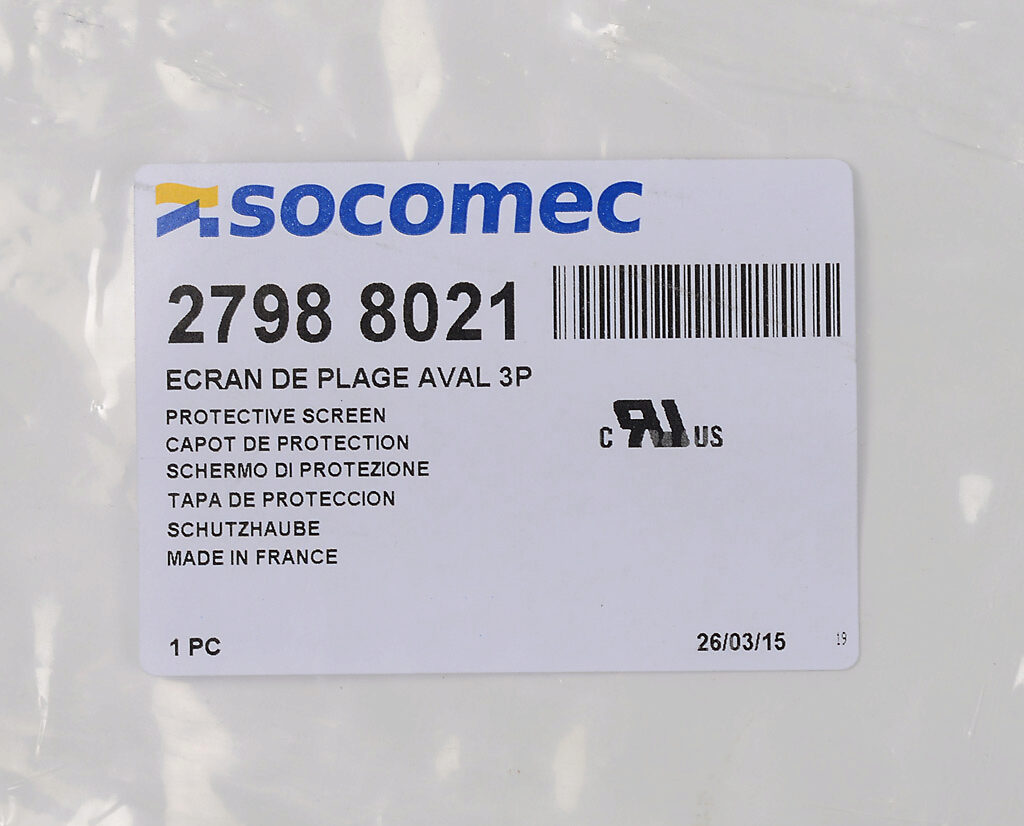 socomec
2798 8021
ECRAN DE PLAGE AVAL 3P
PROTECTIVE SCREEN
CAPOT DE PROTECTION
SCHERMO DI PROTEZIONE
TAPA DE PROTECCION
SCHUTZHAUBE
MADE IN FRANCE
C RU US
1 PC
26/03/15
19